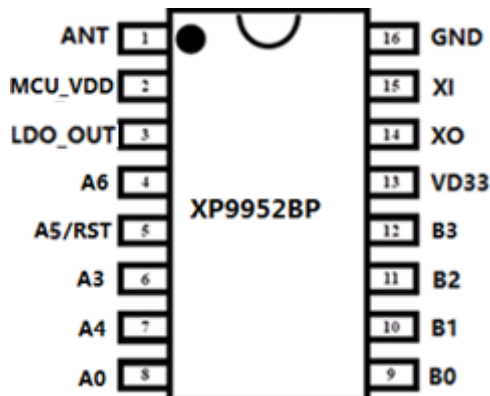 ANT 1 16 GND
MCU_VDD 2 15 XI
LDO_OUT 3 14 XO
A6 4 13 VD33
XP9952BP
A5/RST 5 12 B3
A3 6 11 B2
A4 7 10 B1
A0 8 9 B0